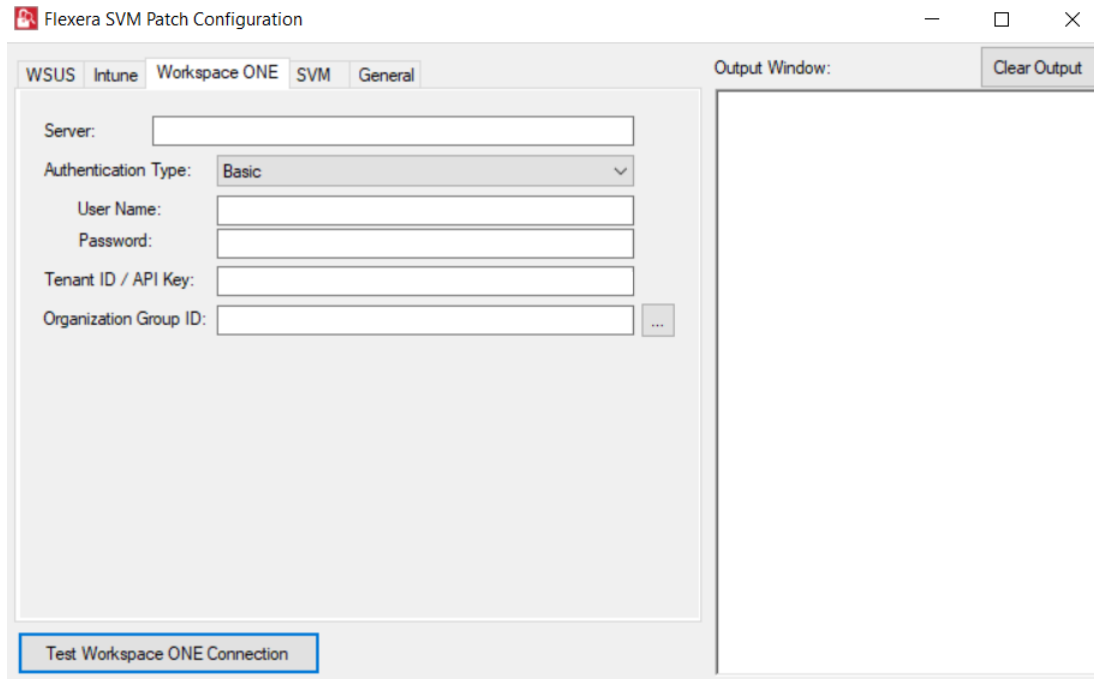 Flexera SVM Patch Configuration
WSUS Intune Workspace ONE SVM General
Server:
Authentication Type: Basic
User Name:
Password:
Tenant ID / API Key:
Organization Group ID: ...
Test Workspace ONE Connection
Output Window: Clear Output